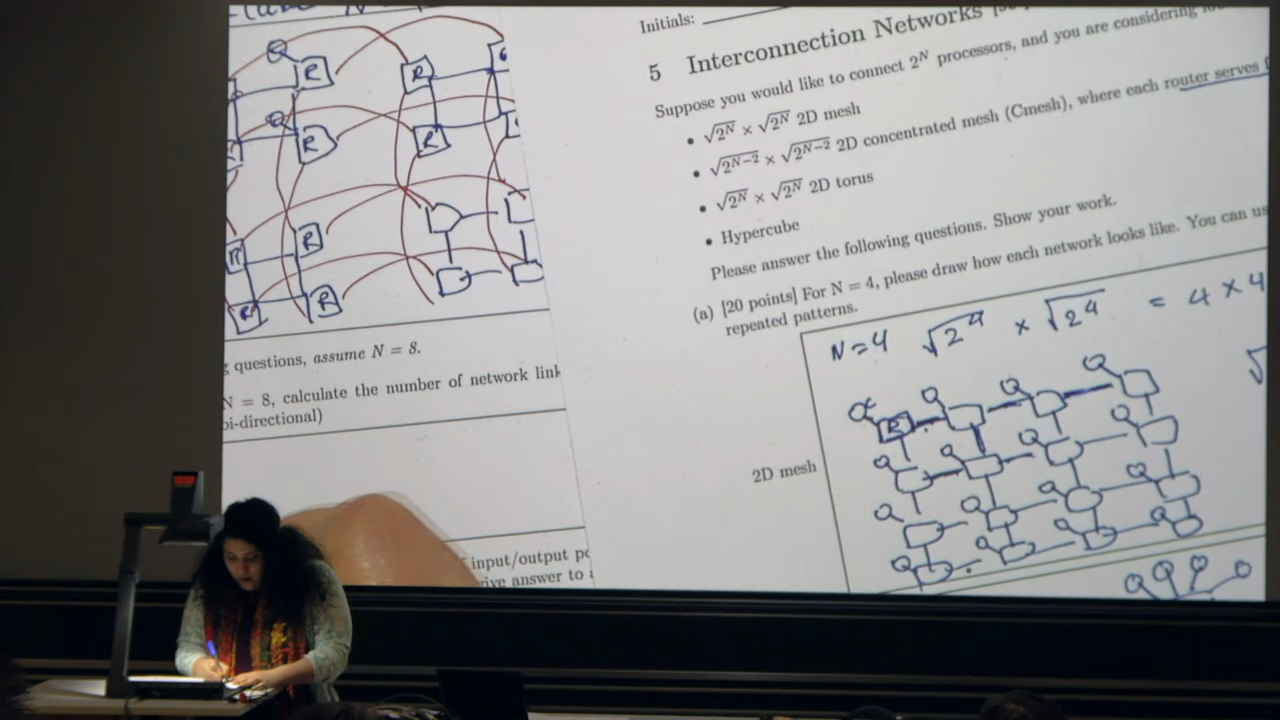 R
R
R
R
R
R
R
R
questions, assume N = 8.
N = 8, calculate the number of network link
bi-directional)
input/output
answer to
Initials:
5 Interconnection Networks
Suppose you would like to connect 2^N processors, and you are considering
• √2^N × √2^N 2D mesh
• √2^{N−2} × √2^{N−2} 2D concentrated mesh (Cmesh), where each router serves
• √2^N × √2^N 2D torus
• Hypercube
Please answer the following questions. Show your work.
(a) [20 points] For N = 4, please draw how each network looks like. You can
repeated patterns.
N=4 √2^4 × √2^4 = 4 × 4
R
2D mesh